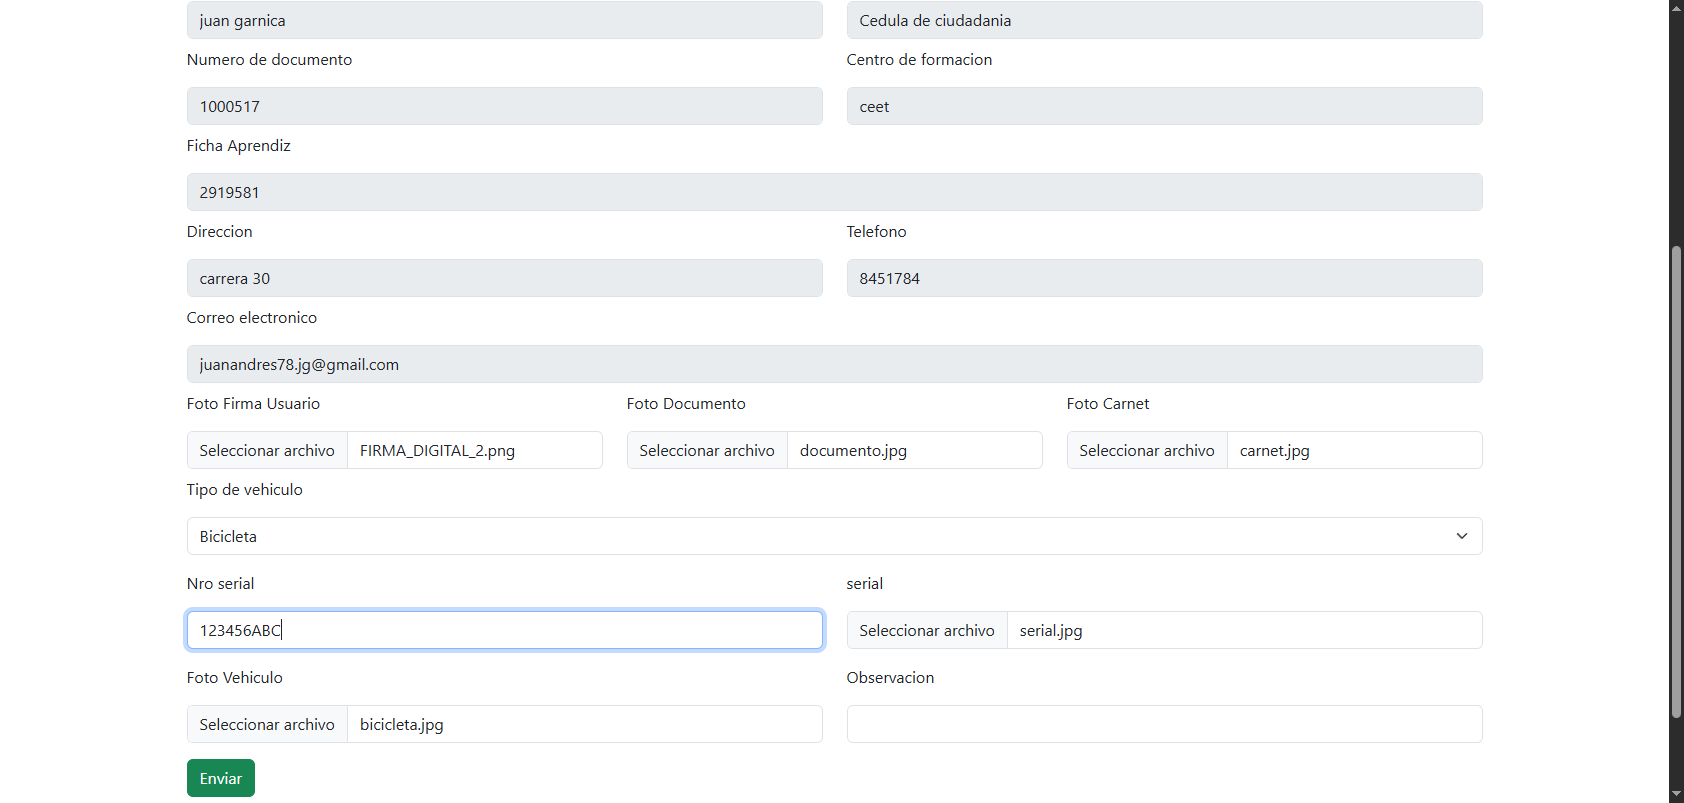 juan garnica
Cedula de ciudadania
Numero de documento
Centro de formacion
1000517
ceet
Ficha Aprendiz
2919581
Direccion
Telefono
carrera 30
8451784
Correo electronico
juanandres78.jg@gmail.com
Foto Firma Usuario
Foto Documento
Foto Carnet
Seleccionar archivo FIRMA_DIGITAL_2.png
Seleccionar archivo documento.jpg
Seleccionar archivo carnet.jpg
Tipo de vehiculo
Bicicleta
Nro serial
serial
123456ABC
Seleccionar archivo serial.jpg
Foto Vehiculo
Observacion
Seleccionar archivo bicicleta.jpg
Enviar